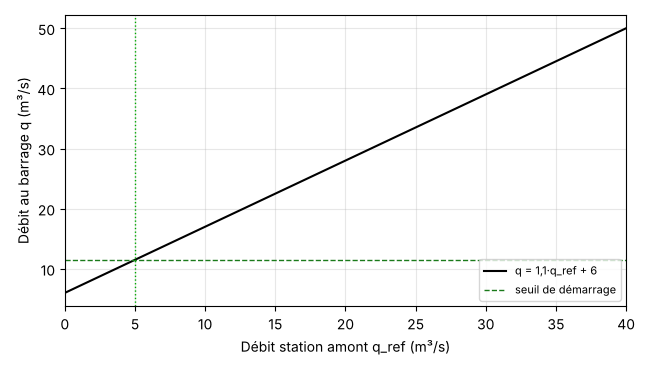 Débit au barrage q (m³/s)
50
40
30
20
10
0 5 10 15 20 25 30 35 40
Débit station amont q_ref (m³/s)
q = 1,1·q_ref + 6
seuil de démarrage